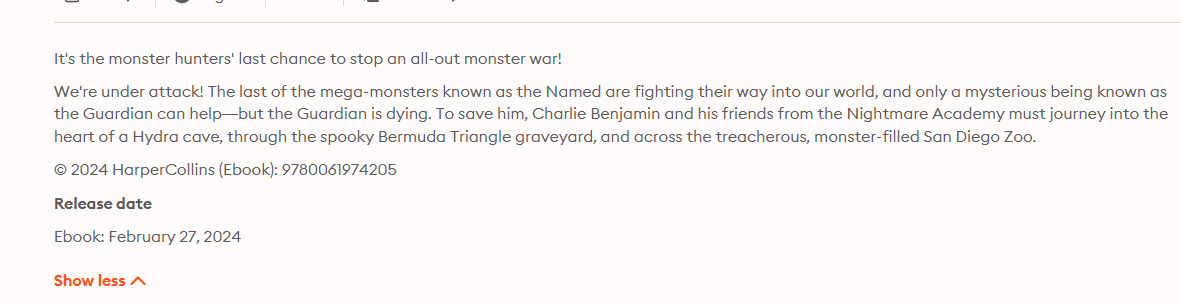 It's the monster hunters' last chance to stop an all-out monster war!
We're under attack! The last of the mega-monsters known as the Named are fighting their way into our world, and only a mysterious being known as
the Guardian can help—but the Guardian is dying. To save him, Charlie Benjamin and his friends from the Nightmare Academy must journey into the
heart of a Hydra cave, through the spooky Bermuda Triangle graveyard, and across the treacherous, monster-filled San Diego Zoo.
© 2024 HarperCollins (Ebook): 9780061974205
Release date
Ebook: February 27, 2024
Show less